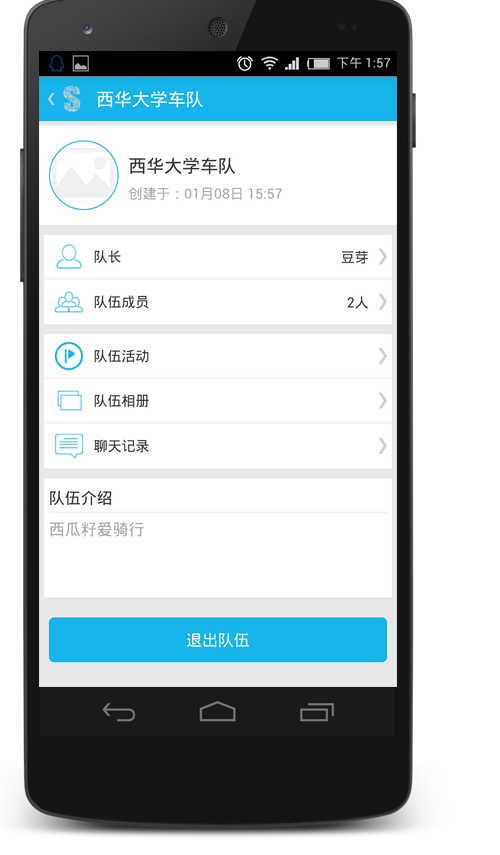 下午 1:57
西华大学车队
西华大学车队
创建于：01月08日 15:57
队长 豆芽
队伍成员 2人
队伍活动
队伍相册
聊天记录
队伍介绍
西瓜籽爱骑行
退出队伍